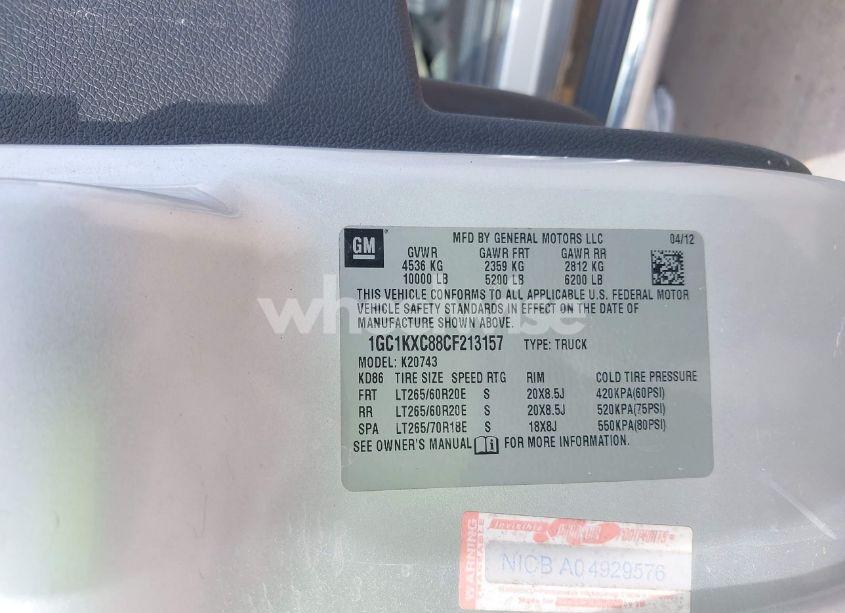 GM
MFD BY GENERAL MOTORS LLC 04/12
GVWR GAWR FRT GAWR RR
4536 KG 2359 KG 2812 KG
10000 LB 5200 LB 6200 LB
THIS VEHICLE CONFORMS TO ALL APPLICABLE U.S. FEDERAL MOTOR
VEHICLE SAFETY STANDARDS IN EFFECT ON THE DATE OF
MANUFACTURE SHOWN ABOVE.
1GC1KXC88CF213157 TYPE: TRUCK
MODEL: K20743
KD86 TIRE SIZE SPEED RTG RIM COLD TIRE PRESSURE
FRT LT265/60R20E S 20X8.5J 420KPA(60PSI)
RR LT265/60R20E S 20X8.5J 520KPA(75PSI)
SPA LT265/70R18E S 18X8J 550KPA(80PSI)
SEE OWNER'S MANUAL FOR MORE INFORMATION.
Invisible
WARNING
NICB A04929576